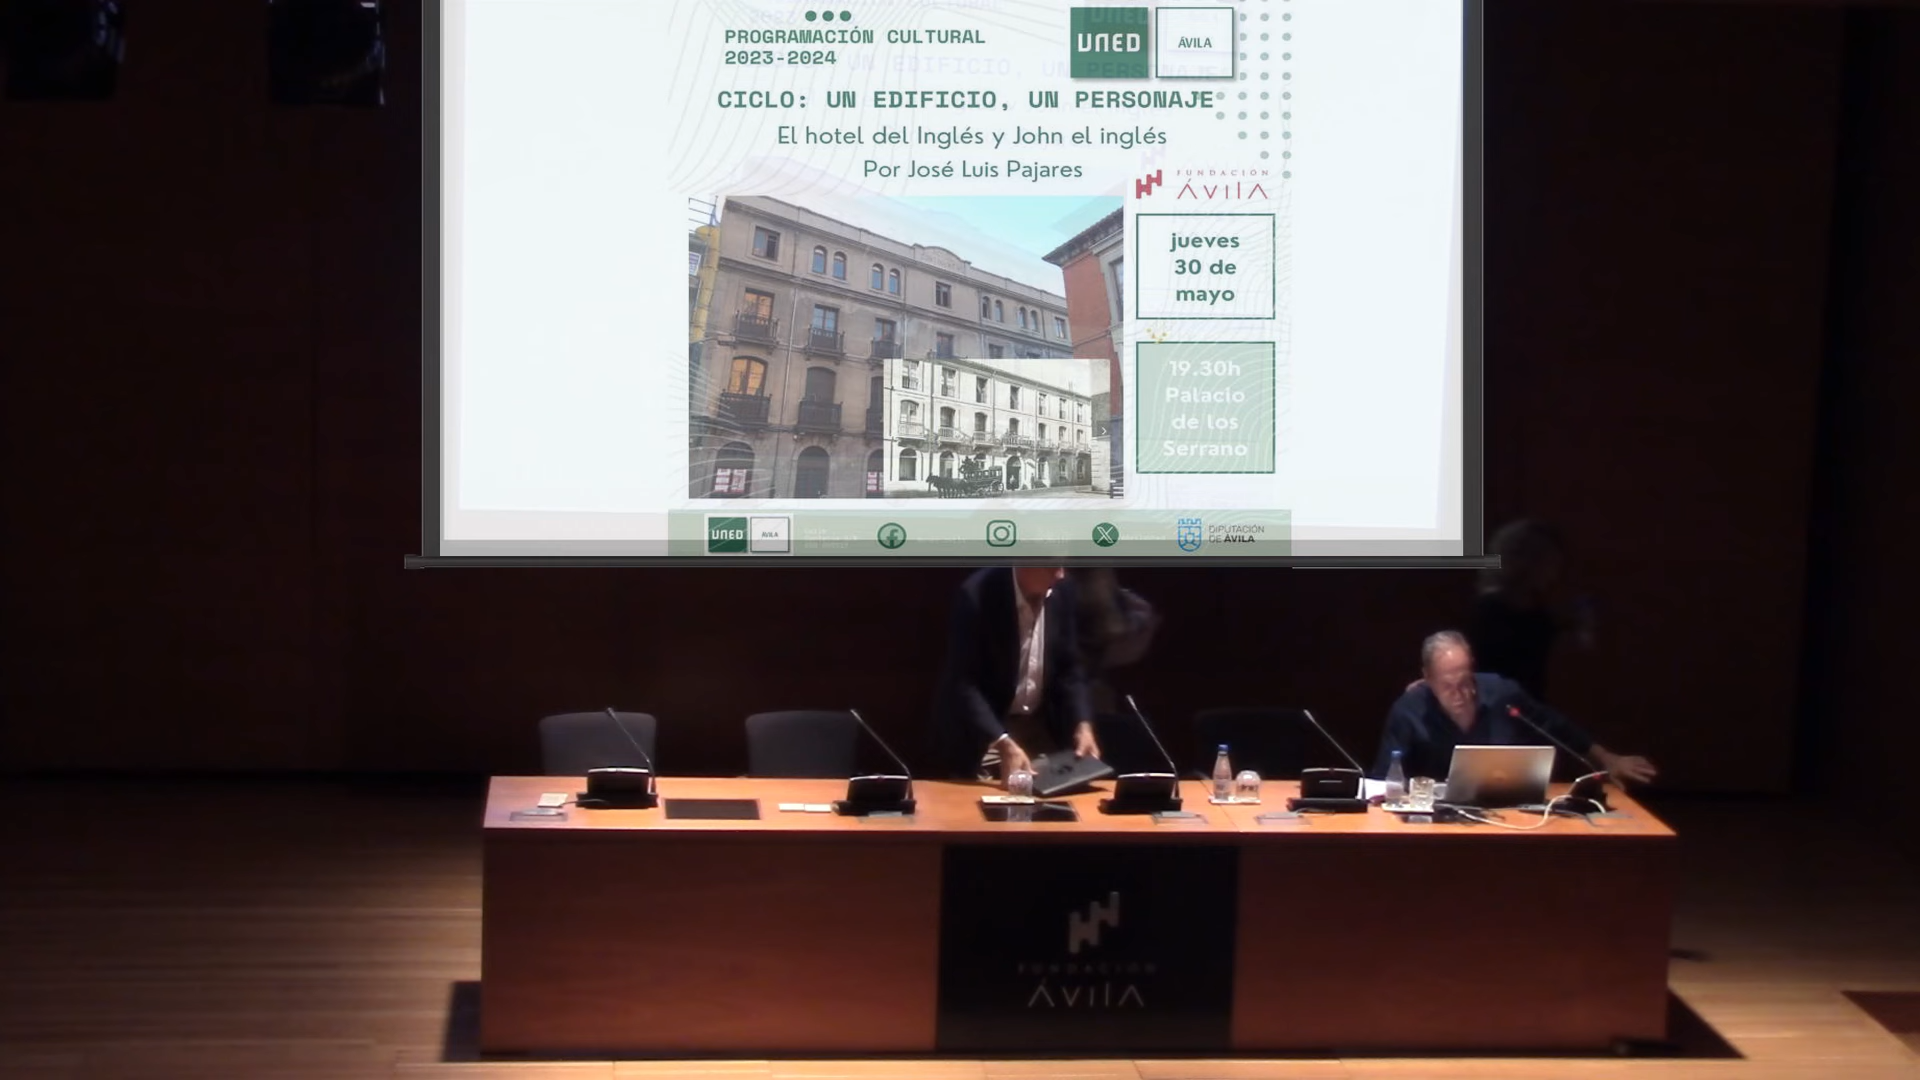 PROGRAMACIÓN CULTURAL
2023-2024
UNED
ÁVILA
CICLO: UN EDIFICIO, UN PERSONAJE
El hotel del Inglés y John el inglés
Por José Luis Pajares
FUNDACIÓN
ÁVILA
jueves
30 de
mayo
19.30h
Palacio
de los
Serrano
UNED
ÁVILA
DIPUTACIÓN
DE ÁVILA
FUNDACIÓN
ÁVILA